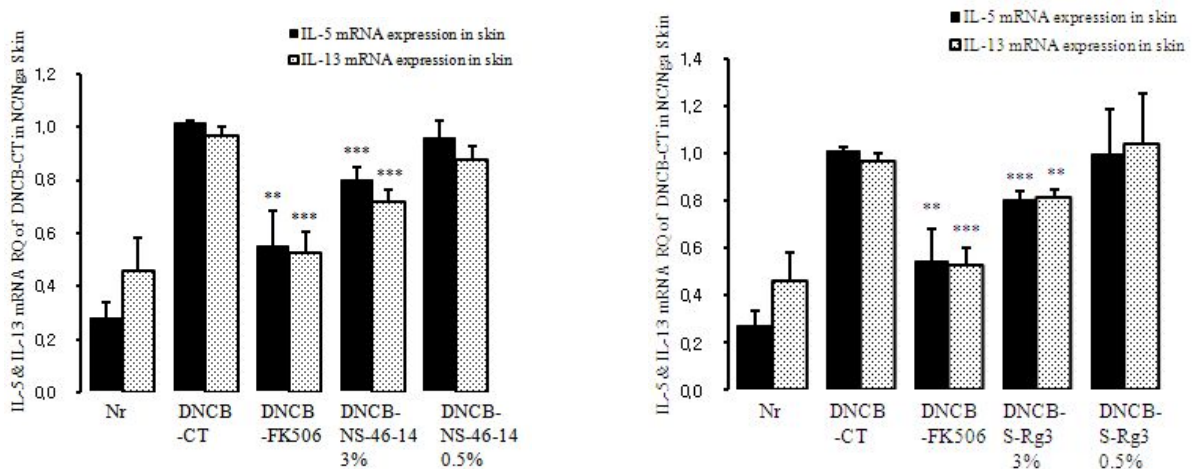 IL-5 mRNA expression in skin
IL-13 mRNA expression in skin
IL-5 & IL-13 mRNA RQ of DNCB-CT in NC/Nga Skin
1,2
1,0
0,8
0,6
0,4
0,2
0,0
**
***
***
***
Nr
DNCB
-CT
DNCB
-FK506
DNCB-
NS-46-14
3%
DNCB-
NS-46-14
0.5%
IL-5 mRNA expression in skin
IL-13 mRNA expression in skin
IL-5 & IL-13 mRNA RQ of DNCB-CT in NC/Nga Skin
1,4
1,2
1,0
0,8
0,6
0,4
0,2
0,0
**
***
***
**
Nr
DNCB
-CT
DNCB
-FK506
DNCB-
S-Rg3
3%
DNCB-
S-Rg3
0.5%